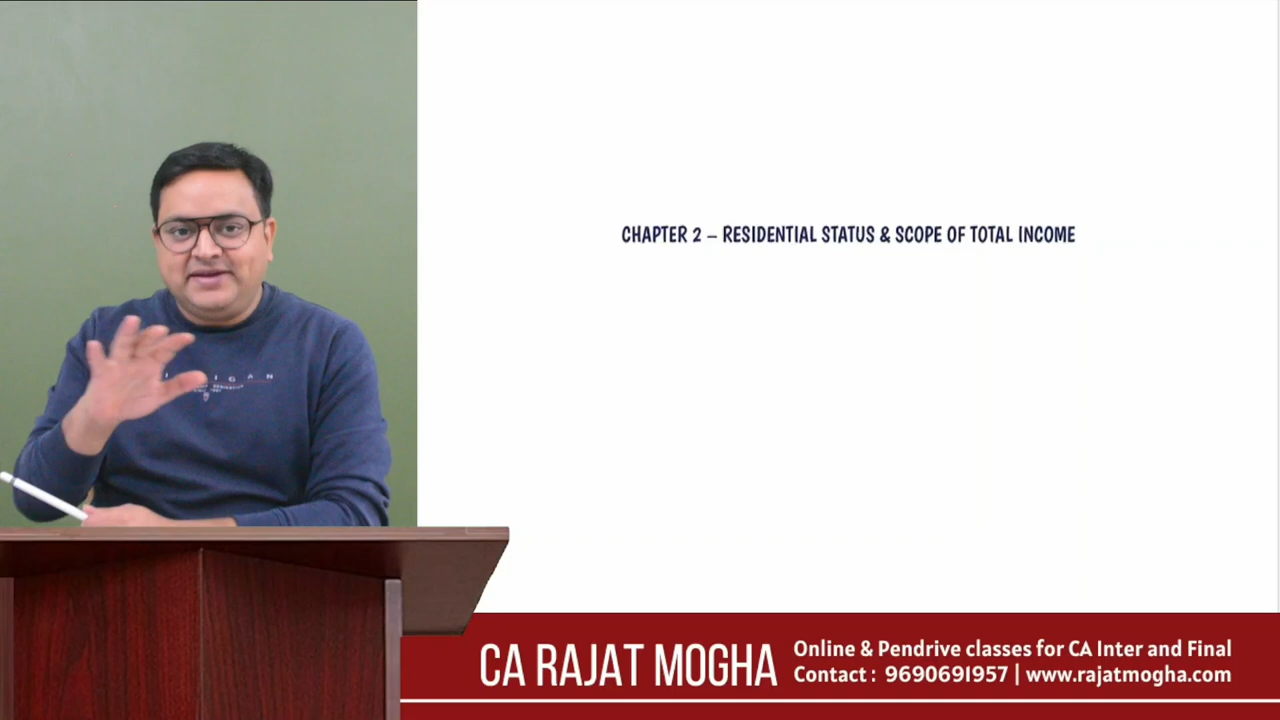 CHAPTER 2 – RESIDENTIAL STATUS & SCOPE OF TOTAL INCOME
I G A N
CA RAJAT MOGHA
Online & Pendrive classes for CA Inter and Final
Contact : 9690691957 | www.rajatmogha.com